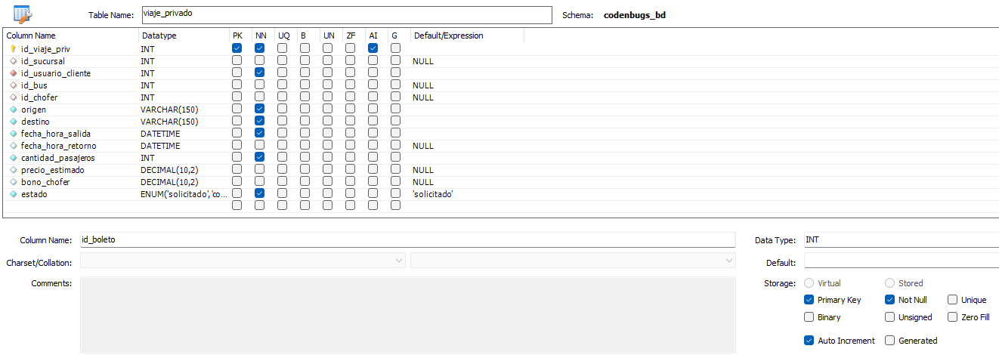 Table Name: viaje_privado Schema: codenbugs_bd
Column Name Datatype PK NN UQ B UN ZF AI G Default/Expression
id_viaje_priv INT
id_sucursal INT NULL
id_usuario_cliente INT
id_bus INT NULL
id_chofer INT NULL
origen VARCHAR(150)
destino VARCHAR(150)
fecha_hora_salida DATETIME
fecha_hora_retorno DATETIME NULL
cantidad_pasajeros INT
precio_estimado DECIMAL(10,2) NULL
bono_chofer DECIMAL(10,2) NULL
estado ENUM('solicitado','co... 'solicitado'
Column Name: id_boleto Data Type: INT
Charset/Collation: Default:
Comments: Storage: Virtual Stored
Primary Key Not Null Unique
Binary Unsigned Zero Fill
Auto Increment Generated